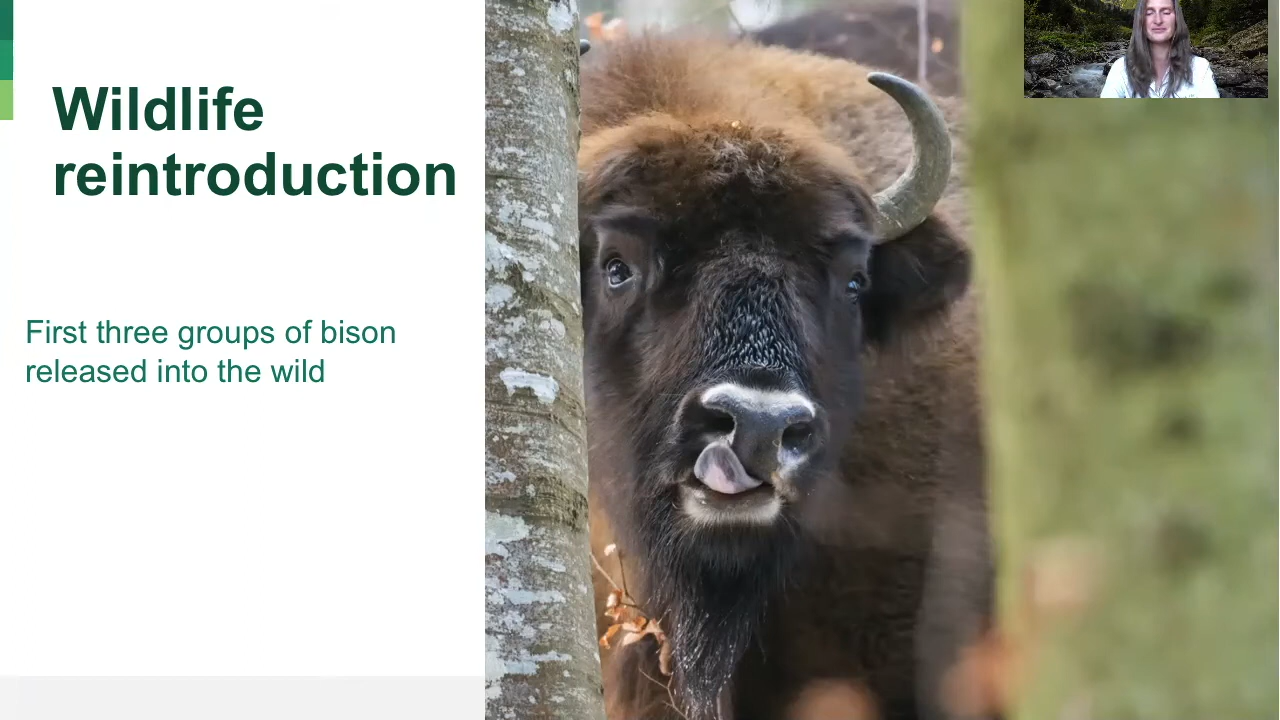 Wildlife
reintroduction
First three groups of bison
released into the wild